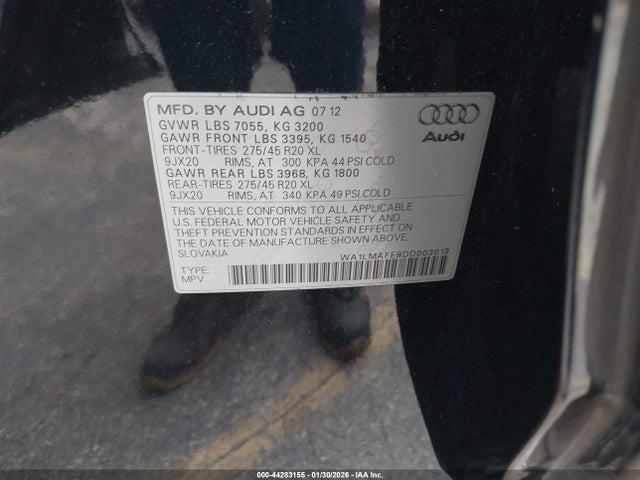 MFD. BY AUDI AG 07 12
GVWR LBS 7055, KG 3200
GAWR FRONT LBS 3395, KG 1540
FRONT-TIRES 275/45 R20 XL
9JX20 RIMS, AT 300 KPA 44 PSI COLD
GAWR REAR LBS 3968, KG 1800
REAR-TIRES 275/45 R20 XL
9JX20 RIMS, AT 340 KPA 49 PSI COLD
Audi
THIS VEHICLE CONFORMS TO ALL APPLICABLE
U.S. FEDERAL MOTOR VEHICLE SAFETY AND
THEFT PREVENTION STANDARDS IN EFFECT ON
THE DATE OF MANUFACTURE SHOWN ABOVE.
SLOVAKIA
WA1LMAFE8DD003019
TYPE:
MPV
000-44283155 | 01/30/2026 | IAA Inc.